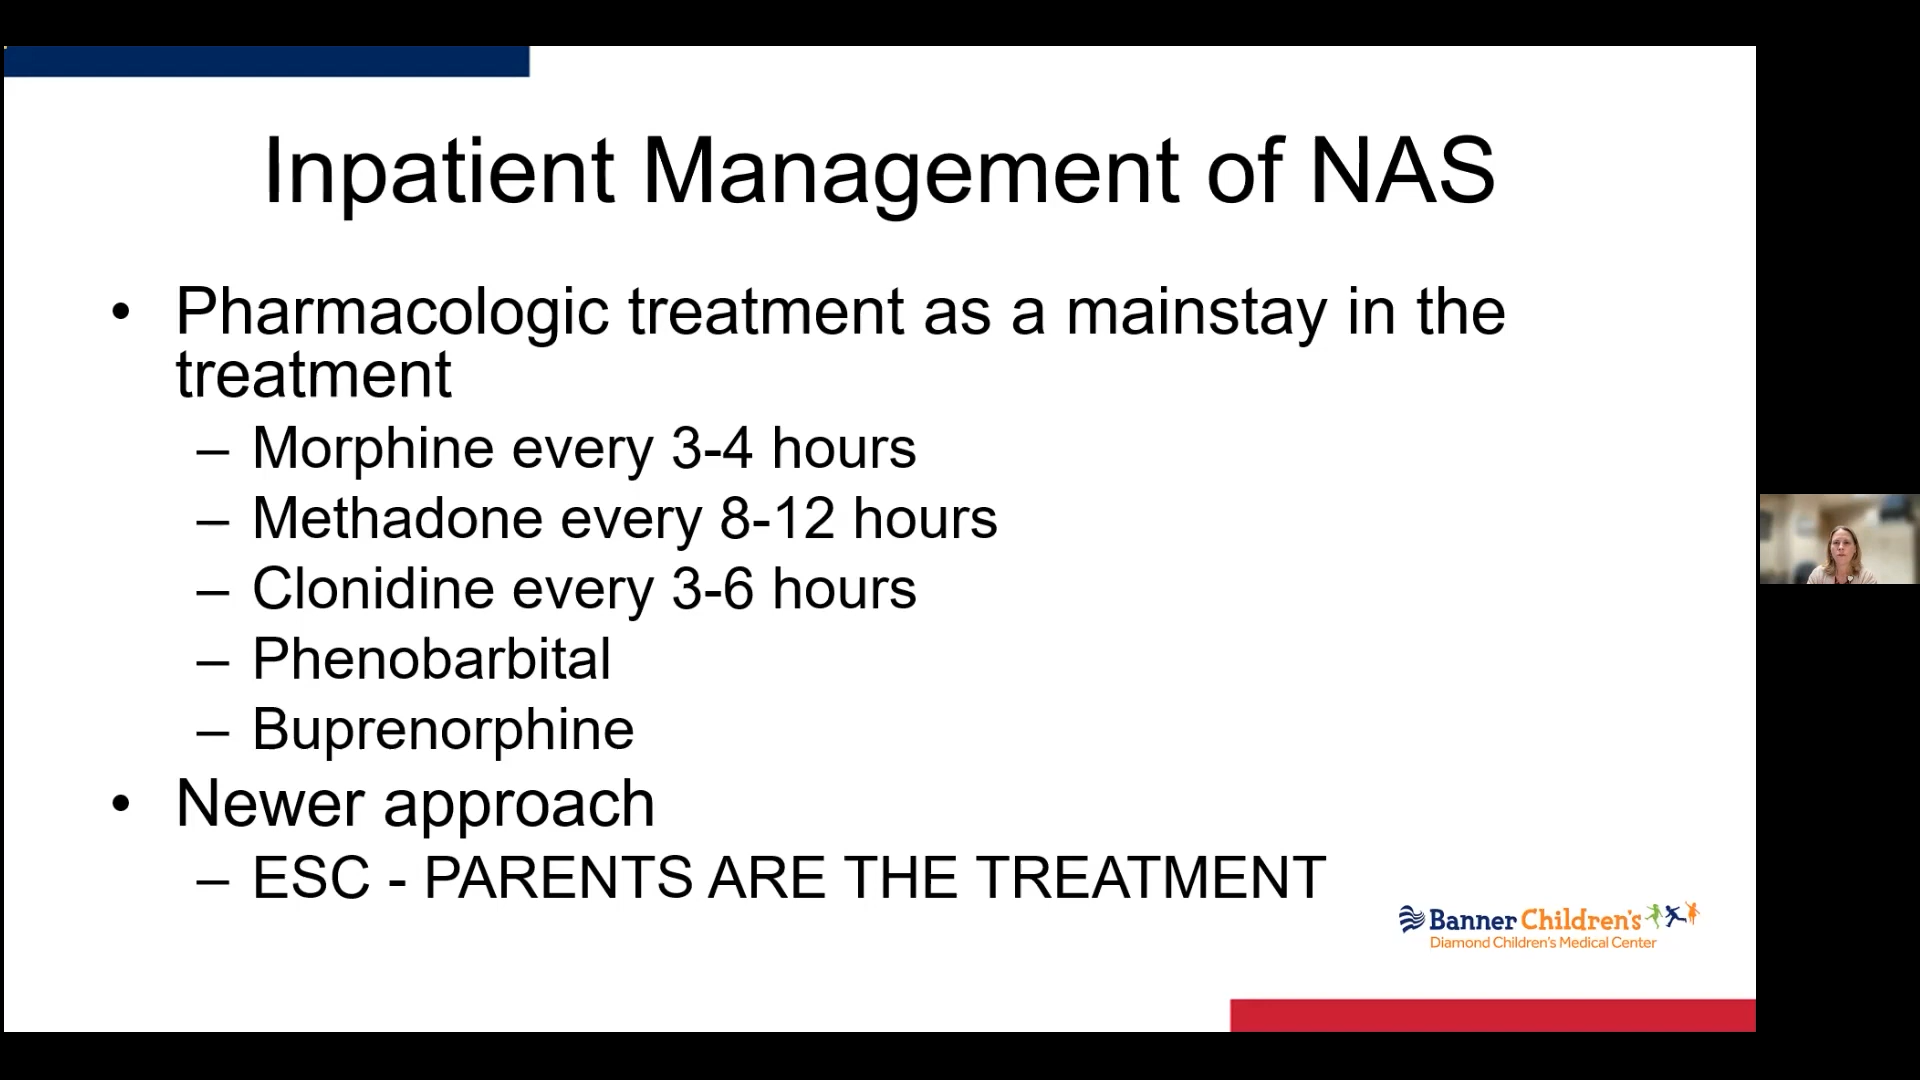 Inpatient Management of NAS
• Pharmacologic treatment as a mainstay in the
treatment
– Morphine every 3-4 hours
– Methadone every 8-12 hours
– Clonidine every 3-6 hours
– Phenobarbital
– Buprenorphine
• Newer approach
– ESC - PARENTS ARE THE TREATMENT
Banner Children's
Diamond Children's Medical Center